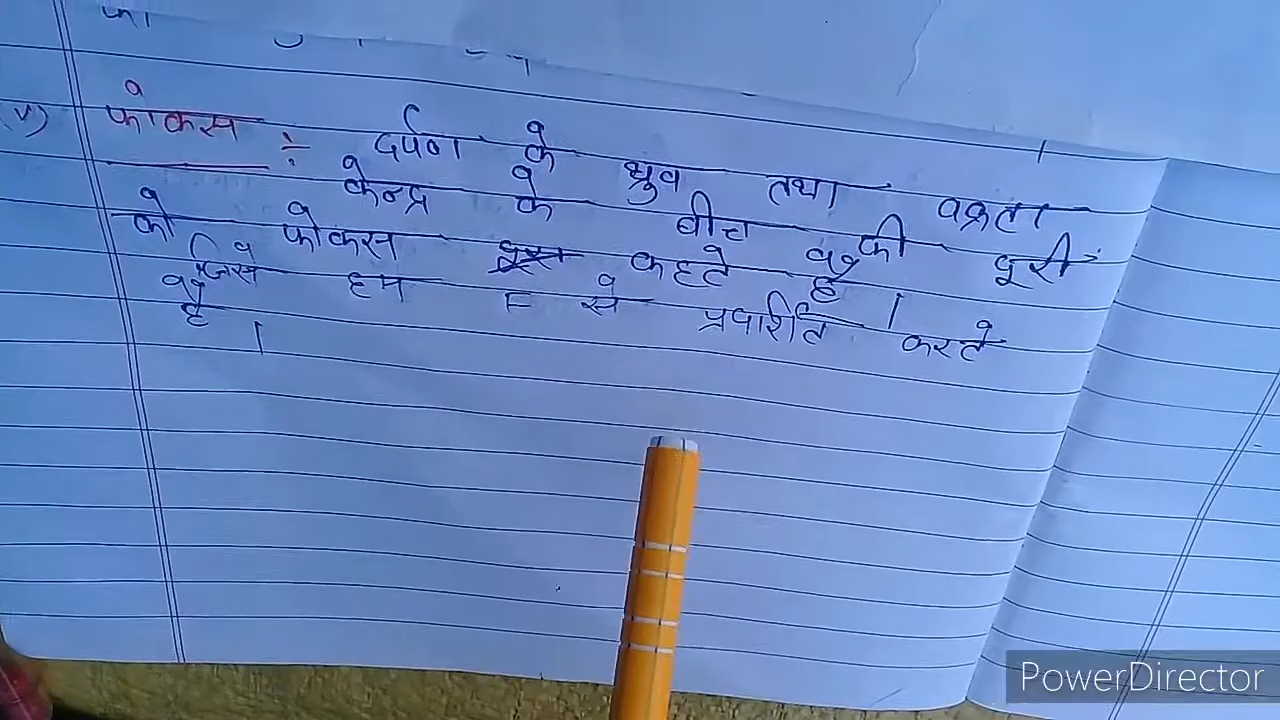 (V) फोकस ÷ दर्पण के ध्रुव तथा वक्रता
केन्द्र के बीच की दूरी
को फोकस कहते हैं ।
जिसे हम F से प्रदर्शित करते
हैं ।
PowerDirector